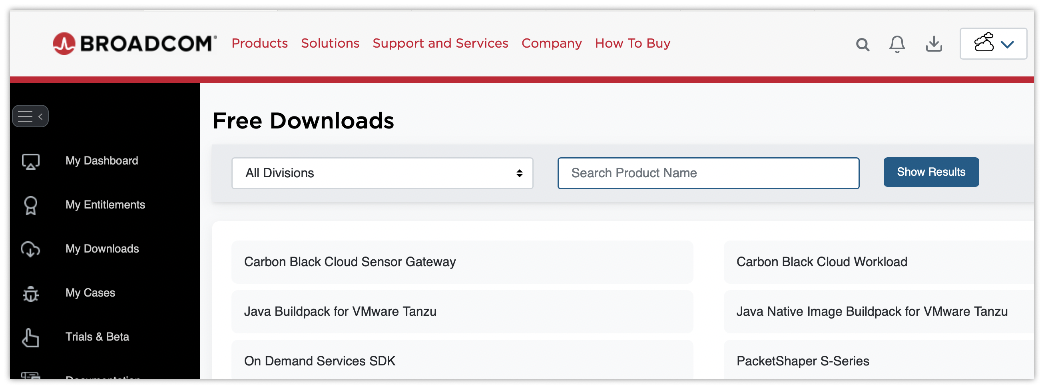 BROADCOM® Products Solutions Support and Services Company How To Buy
Free Downloads
All Divisions Search Product Name Show Results
My Dashboard
My Entitlements
My Downloads
My Cases
Trials & Beta
Carbon Black Cloud Sensor Gateway Carbon Black Cloud Workload
Java Buildpack for VMware Tanzu Java Native Image Buildpack for VMware Tanzu
On Demand Services SDK PacketShaper S-Series